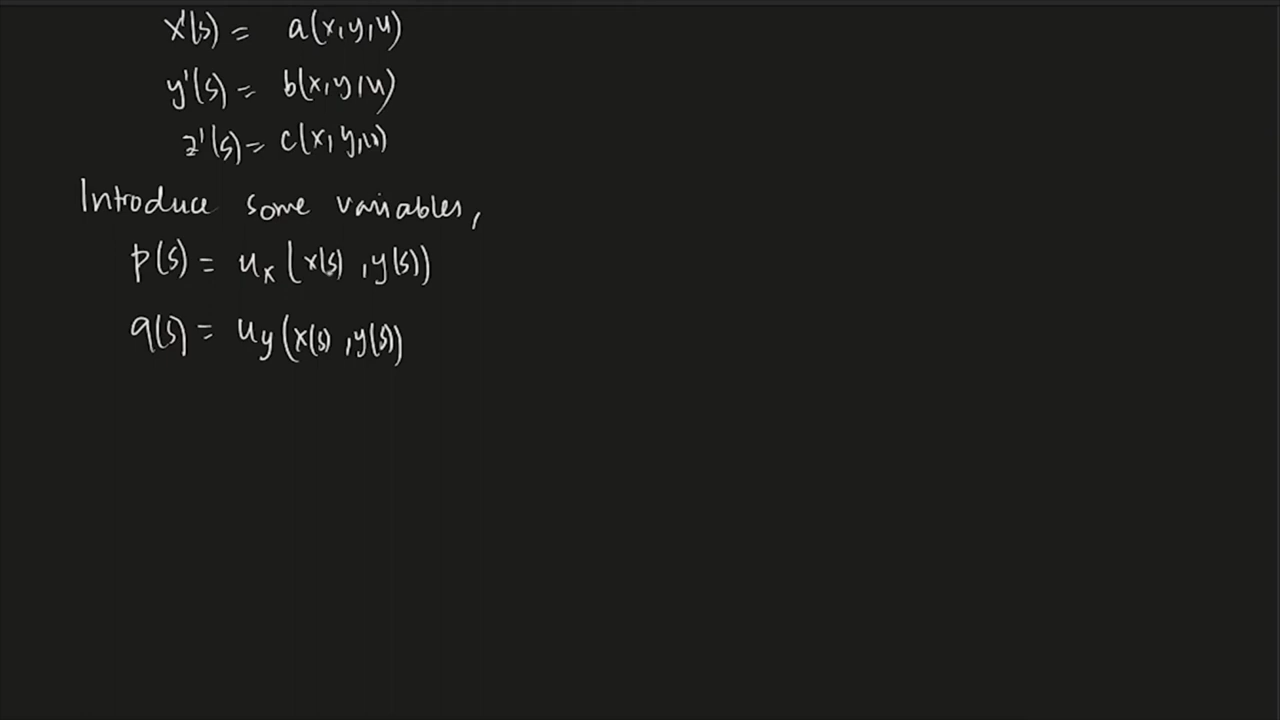 x'(s) = a(x,y,u)
y'(s) = b(x,y,u)
z'(s) = c(x,y,u)
Introduce some variables,
p(s) = u_x (x(s), y(s))
q(s) = u_y (x(s), y(s))